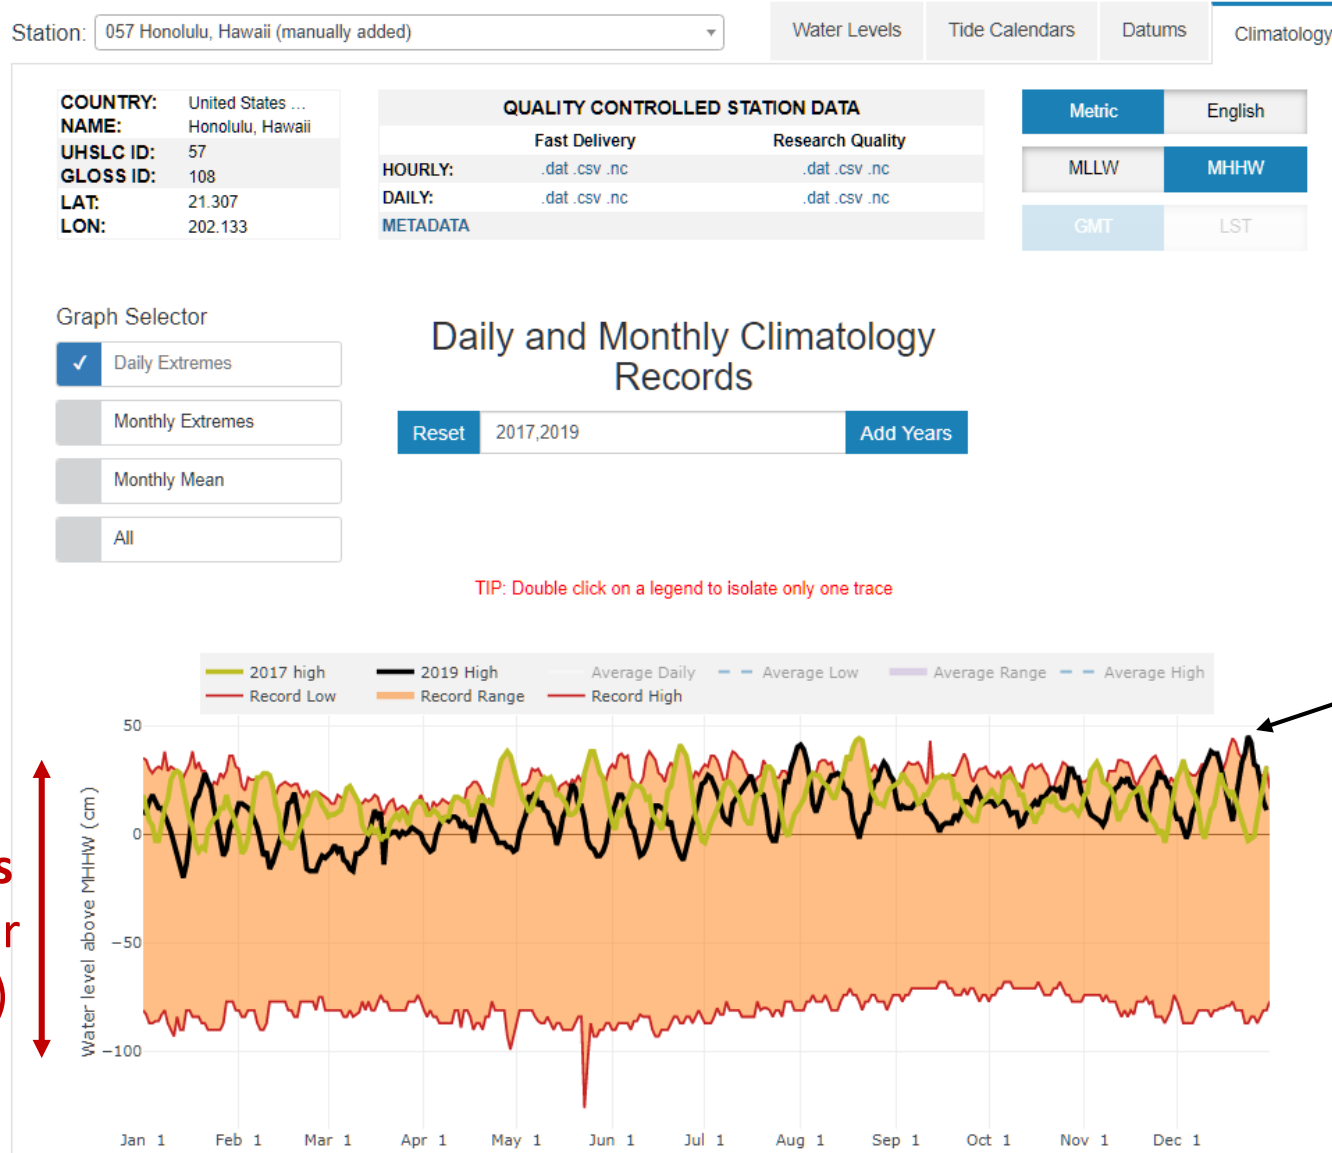 Station: 057 Honolulu, Hawaii (manually added)
Water Levels Tide Calendars Datums Climatology
COUNTRY: United States ...
NAME: Honolulu, Hawaii
UHSLC ID: 57
GLOSS ID: 108
LAT: 21.307
LON: 202.133
QUALITY CONTROLLED STATION DATA
Fast Delivery Research Quality
HOURLY: .dat .csv .nc .dat .csv .nc
DAILY: .dat .csv .nc .dat .csv .nc
METADATA
Metric English
MLLW MHHW
GMT LST
Graph Selector
Daily Extremes
Monthly Extremes
Monthly Mean
All
Daily and Monthly Climatology
Records
Reset 2017,2019 Add Years
TIP: Double click on a legend to isolate only one trace
2017 high 2019 High Average Daily Average Low Average Range Average High
Record Low Record Range Record High
Water level above MHHW (cm)
50
0
−50
−100
s
r
)
Jan 1 Feb 1 Mar 1 Apr 1 May 1 Jun 1 Jul 1 Aug 1 Sep 1 Oct 1 Nov 1 Dec 1